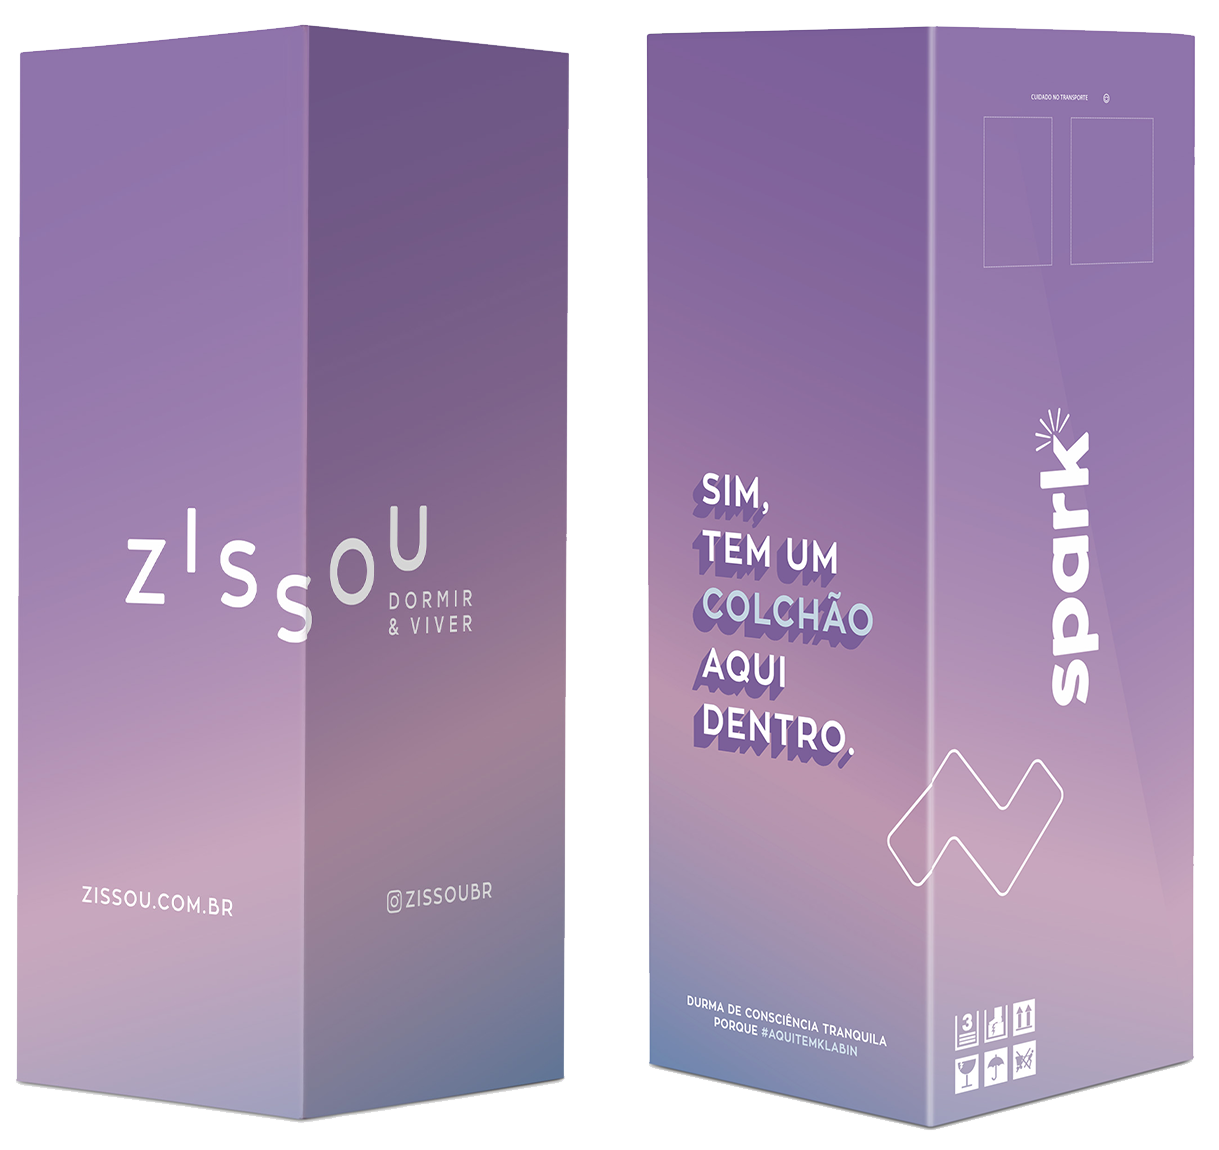 ZISSOU
DORMIR
& VIVER
ZISSOU.COM.BR
ZISSOUBR
SIM,
TEM UM
COLCHÃO
AQUI
DENTRO.
DURMA DE CONSCIÊNCIA TRANQUILA
PORQUE #AQUITEMKLABIN
CUIDADO NO TRANSPORTE
spark
3